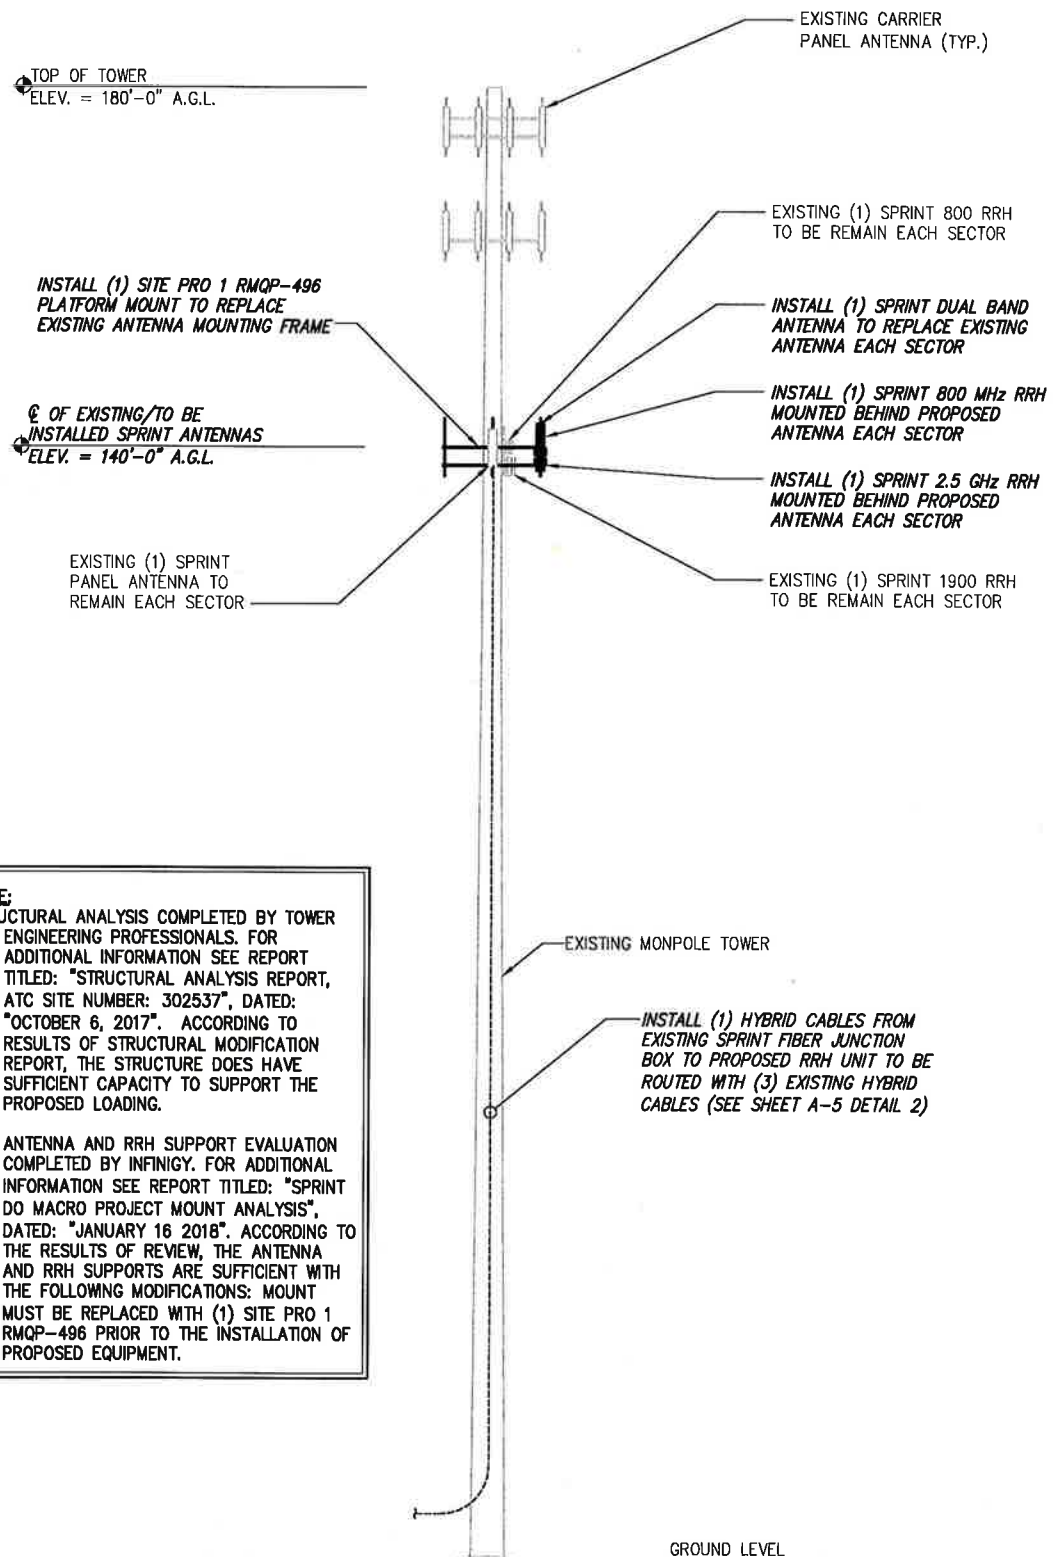 EXISTING CARRIER
PANEL ANTENNA (TYP.)
TOP OF TOWER
ELEV. = 180'-0" A.G.L.
EXISTING (1) SPRINT 800 RRH
TO BE REMAIN EACH SECTOR
INSTALL (1) SITE PRO 1 RMQP-496
PLATFORM MOUNT TO REPLACE
EXISTING ANTENNA MOUNTING FRAME
INSTALL (1) SPRINT DUAL BAND
ANTENNA TO REPLACE EXISTING
ANTENNA EACH SECTOR
INSTALL (1) SPRINT 800 MHz RRH
MOUNTED BEHIND PROPOSED
ANTENNA EACH SECTOR
℄ OF EXISTING/TO BE
INSTALLED SPRINT ANTENNAS
ELEV. = 140'-0" A.G.L.
INSTALL (1) SPRINT 2.5 GHz RRH
MOUNTED BEHIND PROPOSED
ANTENNA EACH SECTOR
EXISTING (1) SPRINT
PANEL ANTENNA TO
REMAIN EACH SECTOR
EXISTING (1) SPRINT 1900 RRH
TO BE REMAIN EACH SECTOR
E:
UCTURAL ANALYSIS COMPLETED BY TOWER
ENGINEERING PROFESSIONALS. FOR
ADDITIONAL INFORMATION SEE REPORT
TITLED: "STRUCTURAL ANALYSIS REPORT,
ATC SITE NUMBER: 302537", DATED:
"OCTOBER 6, 2017". ACCORDING TO
RESULTS OF STRUCTURAL MODIFICATION
REPORT, THE STRUCTURE DOES HAVE
SUFFICIENT CAPACITY TO SUPPORT THE
PROPOSED LOADING.
ANTENNA AND RRH SUPPORT EVALUATION
COMPLETED BY INFINIGY. FOR ADDITIONAL
INFORMATION SEE REPORT TITLED: "SPRINT
DO MACRO PROJECT MOUNT ANALYSIS",
DATED: "JANUARY 16 2018". ACCORDING TO
THE RESULTS OF REVIEW, THE ANTENNA
AND RRH SUPPORTS ARE SUFFICIENT WITH
THE FOLLOWING MODIFICATIONS: MOUNT
MUST BE REPLACED WITH (1) SITE PRO 1
RMQP-496 PRIOR TO THE INSTALLATION OF
PROPOSED EQUIPMENT.
EXISTING MONPOLE TOWER
INSTALL (1) HYBRID CABLES FROM
EXISTING SPRINT FIBER JUNCTION
BOX TO PROPOSED RRH UNIT TO BE
ROUTED WITH (3) EXISTING HYBRID
CABLES (SEE SHEET A-5 DETAIL 2)
GROUND LEVEL